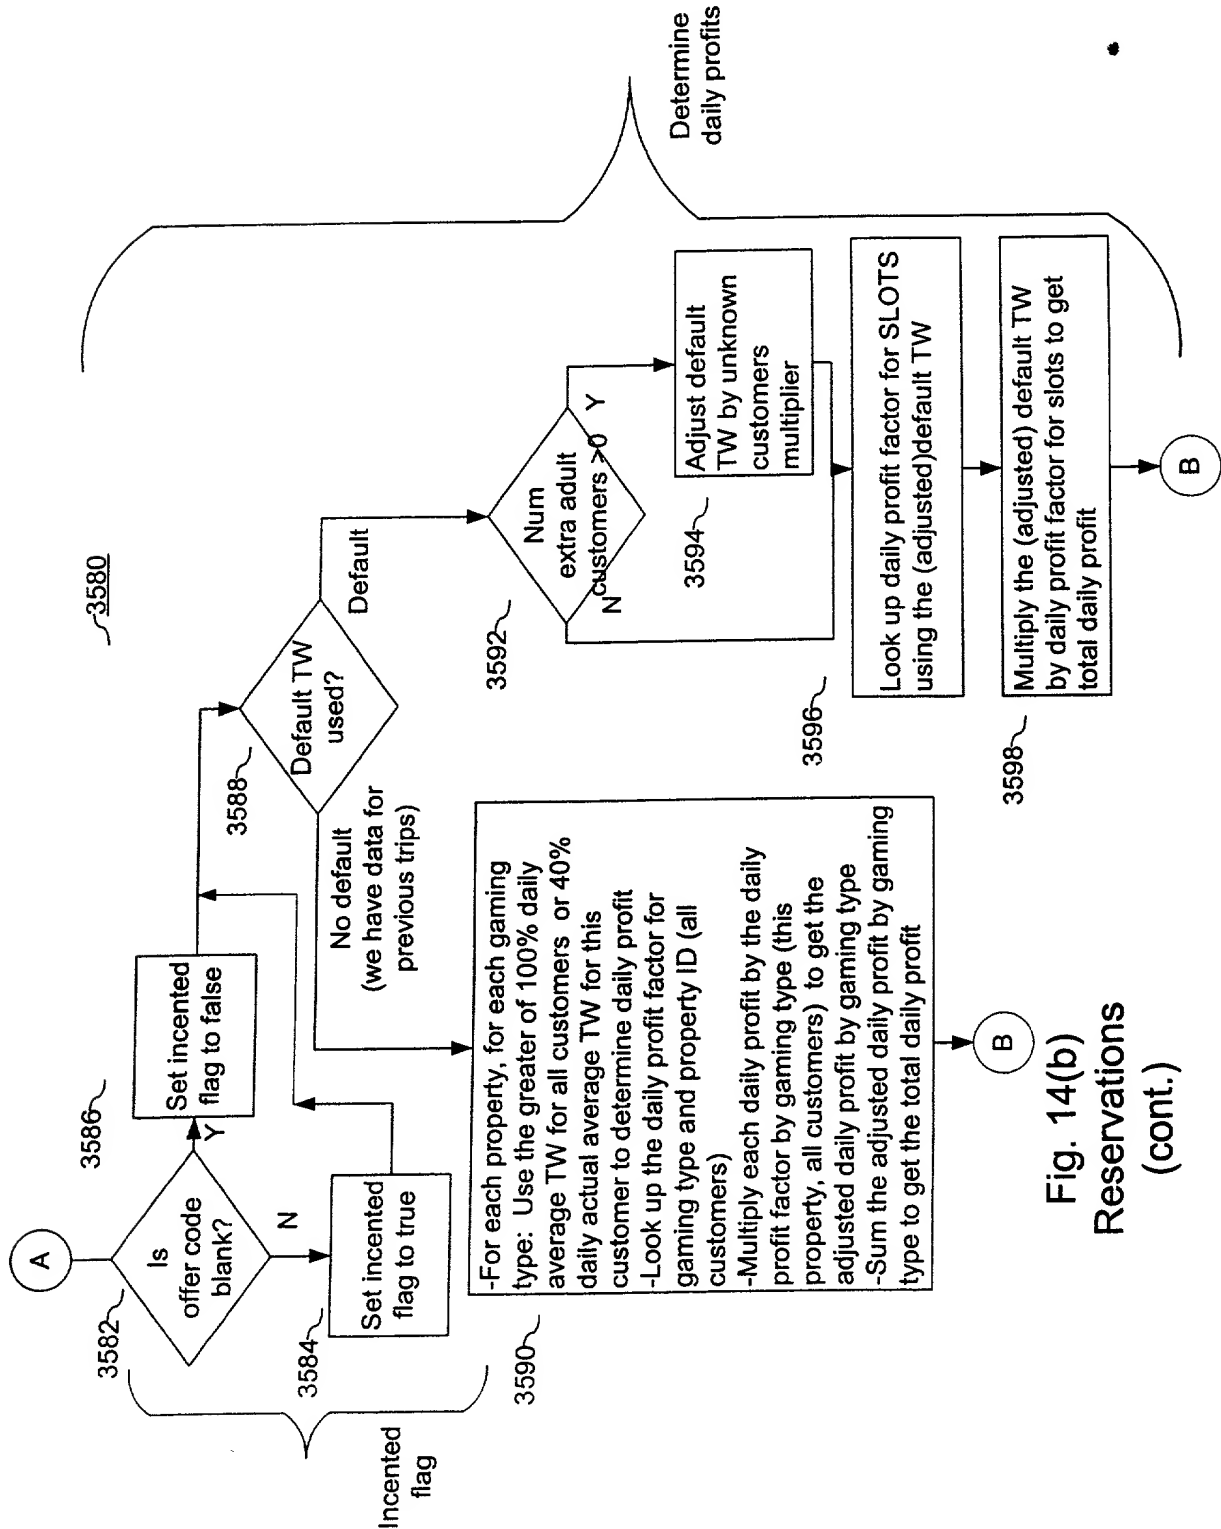 3580
A
3582
Is
offer code
blank?
Y
N
3586
Set incented
flag to false
3584
Set incented
flag to true
Incented
flag
3588
Default TW
used?
Default
No default
(we have data for
previous trips)
3590
-For each property, for each gaming
type: Use the greater of 100% daily
average TW for all customers or 40%
daily actual average TW for this
customer to determine daily profit
-Look up the daily profit factor for
gaming type and property ID (all
customers)
-Multiply each daily profit by the daily
profit factor by gaming type (this
property, all customers) to get the
adjusted daily profit by gaming type
-Sum the adjusted daily profit by gaming
type to get the total daily profit
B
3592
Num
extra adult
customers >0
Y
N
3594
Adjust default
TW by unknown
customers
multiplier
3596
Look up daily profit factor for SLOTS
using the (adjusted)default TW
3598
Multiply the (adjusted) default TW
by daily profit factor for slots to get
total daily profit
B
Determine
daily profits
Fig. 14(b)
Reservations
(cont.)